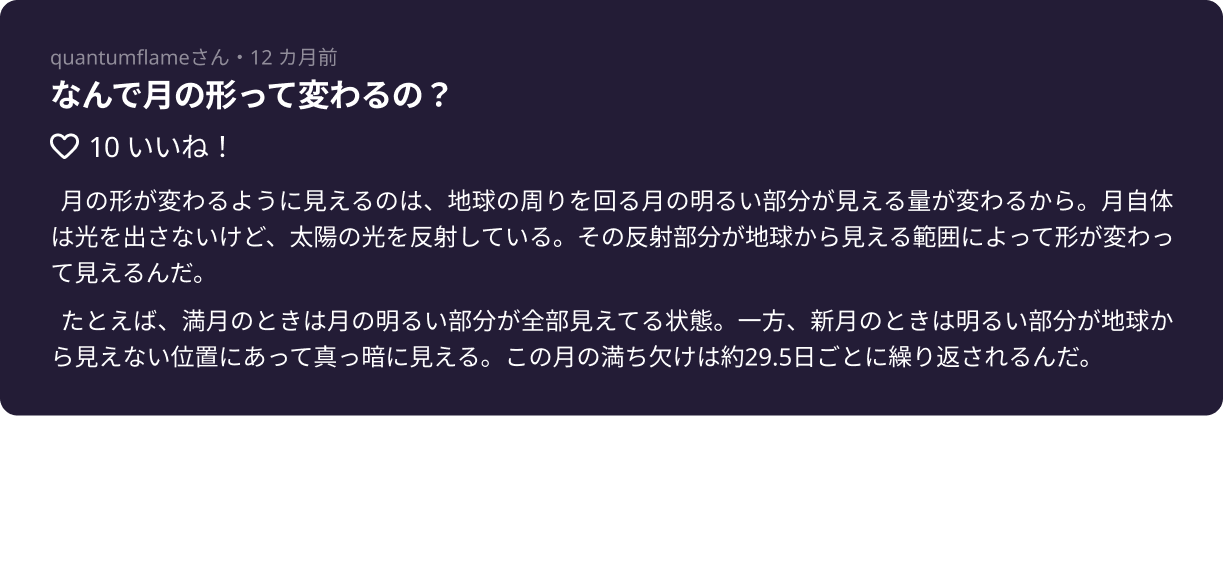 quantumflameさん・12 カ月前
なんで月の形って変わるの？
10 いいね！
月の形が変わるように見えるのは、地球の周りを回る月の明るい部分が見える量が変わるから。月自体
は光を出さないけど、太陽の光を反射している。その反射部分が地球から見える範囲によって形が変わっ
て見えるんだ。
たとえば、満月のときは月の明るい部分が全部見えてる状態。一方、新月のときは明るい部分が地球か
ら見えない位置にあって真っ暗に見える。この月の満ち欠けは約29.5日ごとに繰り返されるんだ。